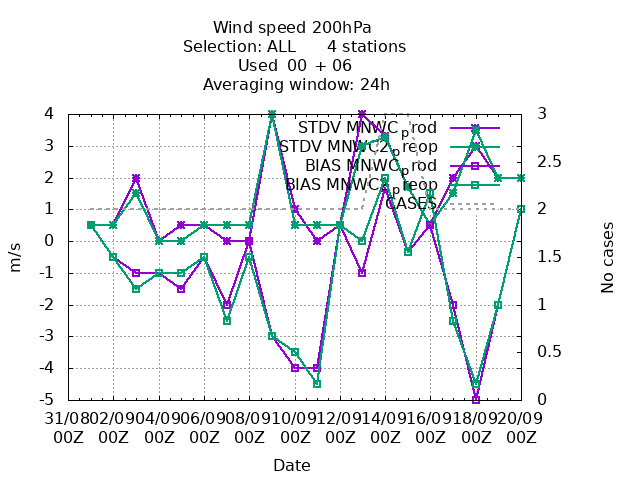 Wind speed 200hPa
Selection: ALL 4 stations
Used 00 + 06
Averaging window: 24h
4
3
2
1
0
-1
-2
-3
-4
-5
m/s
3
2.5
2
1.5
1
0.5
0
No cases
STDV MNWC_prod
STDV MNWC2_preop
BIAS MNWC_prod
BIAS MNWC2_preop
CASES
31/08 02/09 04/09 06/09 08/09 10/09 12/09 14/09 16/09 18/09 20/09
00Z 00Z 00Z 00Z 00Z 00Z 00Z 00Z 00Z 00Z 00Z
Date